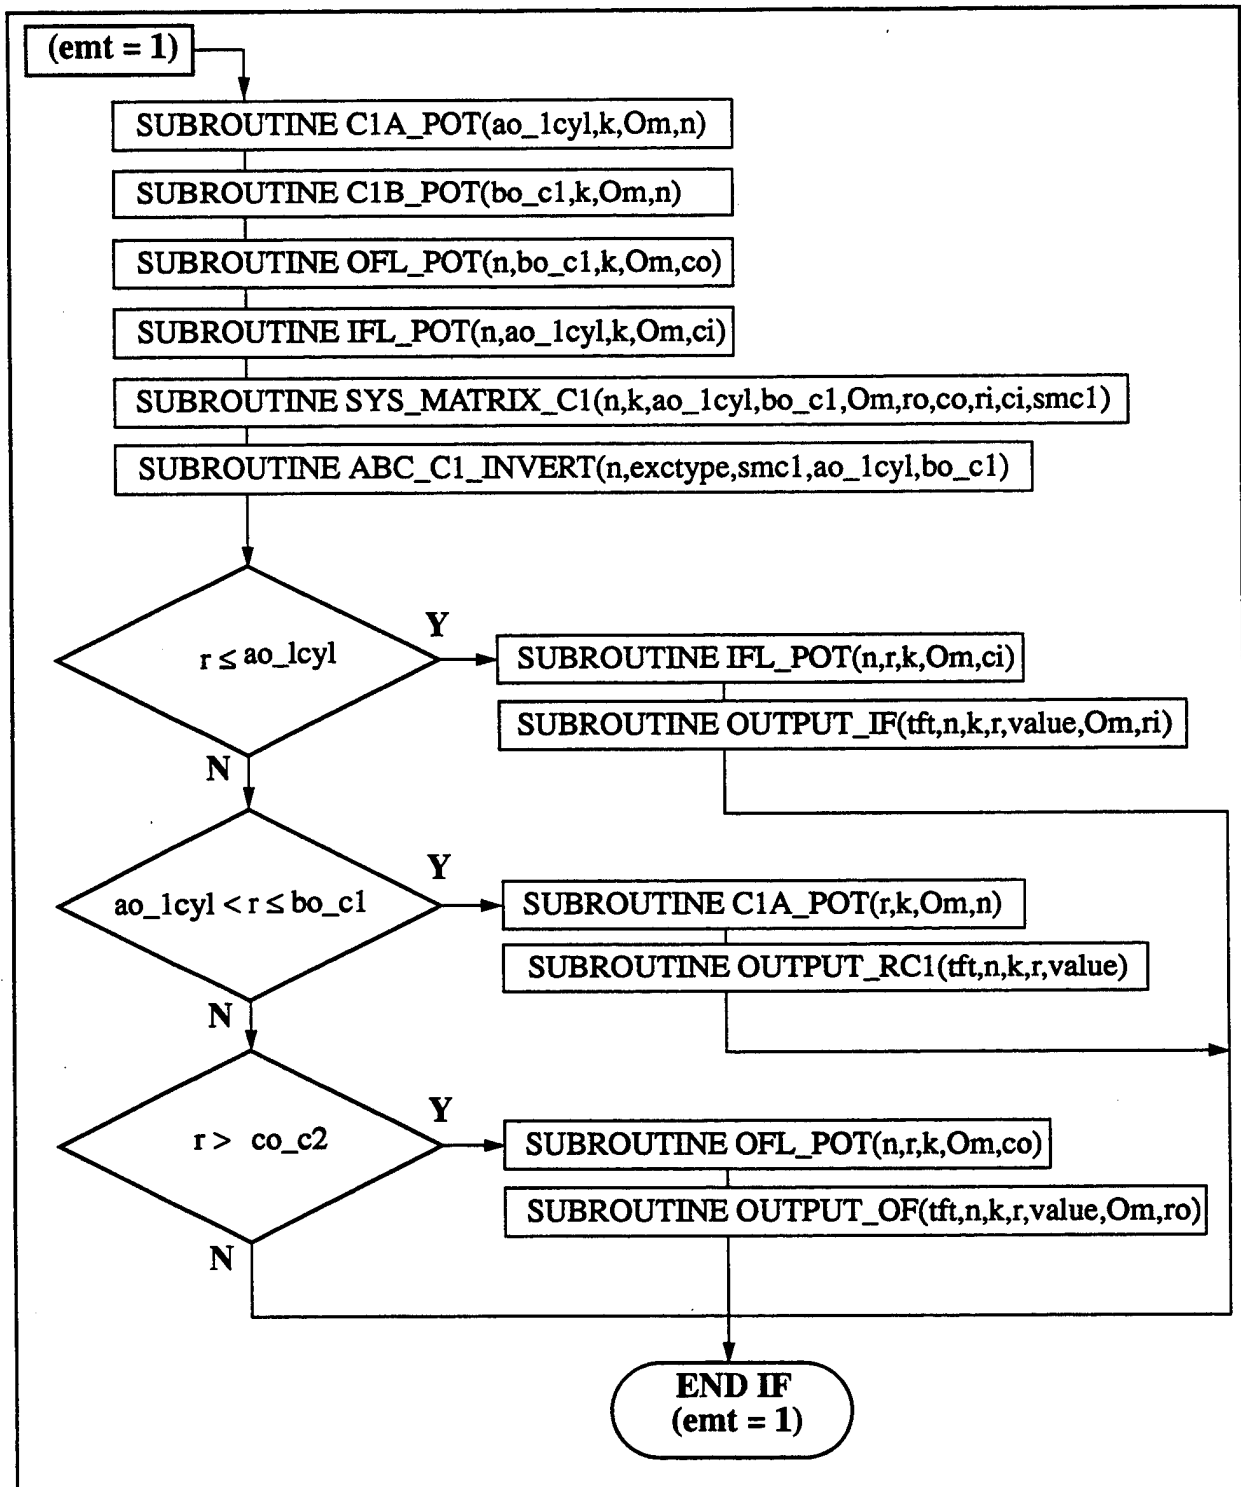 (emt = 1)
SUBROUTINE C1A_POT(ao_1cyl,k,Om,n)
SUBROUTINE C1B_POT(bo_c1,k,Om,n)
SUBROUTINE OFL_POT(n,bo_c1,k,Om,co)
SUBROUTINE IFL_POT(n,ao_1cyl,k,Om,ci)
SUBROUTINE SYS_MATRIX_C1(n,k,ao_1cyl,bo_c1,Om,ro,co,ri,ci,smc1)
SUBROUTINE ABC_C1_INVERT(n,exctype,smc1,ao_1cyl,bo_c1)
r ≤ ao_1cyl
Y
SUBROUTINE IFL_POT(n,r,k,Om,ci)
SUBROUTINE OUTPUT_IF(tft,n,k,r,value,Om,ri)
N
ao_1cyl < r ≤ bo_c1
Y
SUBROUTINE C1A_POT(r,k,Om,n)
SUBROUTINE OUTPUT_RC1(tft,n,k,r,value)
N
r > co_c2
Y
SUBROUTINE OFL_POT(n,r,k,Om,co)
SUBROUTINE OUTPUT_OF(tft,n,k,r,value,Om,ro)
N
END IF
(emt = 1)